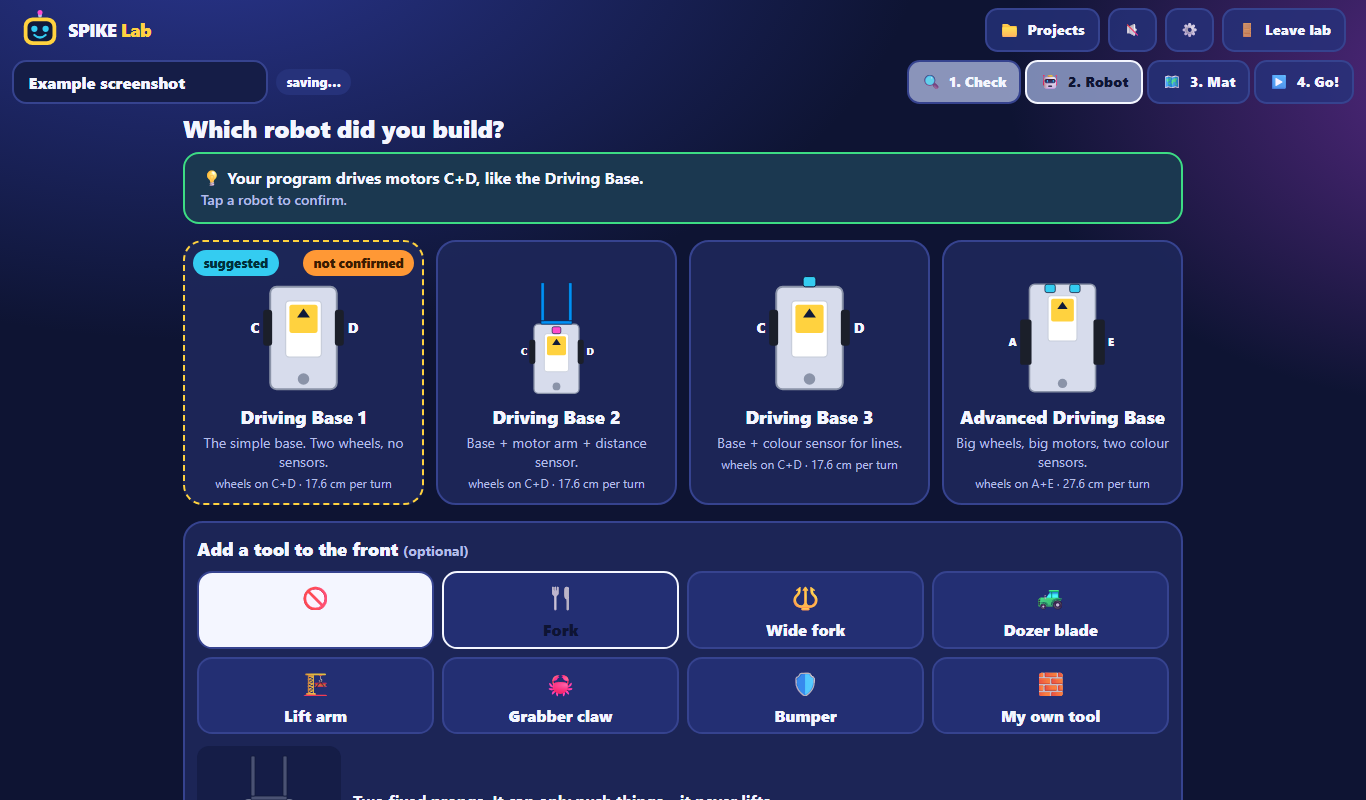 SPIKE Lab
Projects
Leave lab
Example screenshot
saving...
1. Check
2. Robot
3. Mat
4. Go!
Which robot did you build?
Your program drives motors C+D, like the Driving Base.
Tap a robot to confirm.
suggested
not confirmed
C
D
Driving Base 1
The simple base. Two wheels, no
sensors.
wheels on C+D · 17.6 cm per turn
C
D
Driving Base 2
Base + motor arm + distance
sensor.
wheels on C+D · 17.6 cm per turn
C
D
Driving Base 3
Base + colour sensor for lines.
wheels on C+D · 17.6 cm per turn
A
E
Advanced Driving Base
Big wheels, big motors, two colour
sensors.
wheels on A+E · 27.6 cm per turn
Add a tool to the front (optional)
Fork
Wide fork
Dozer blade
Lift arm
Grabber claw
Bumper
My own tool